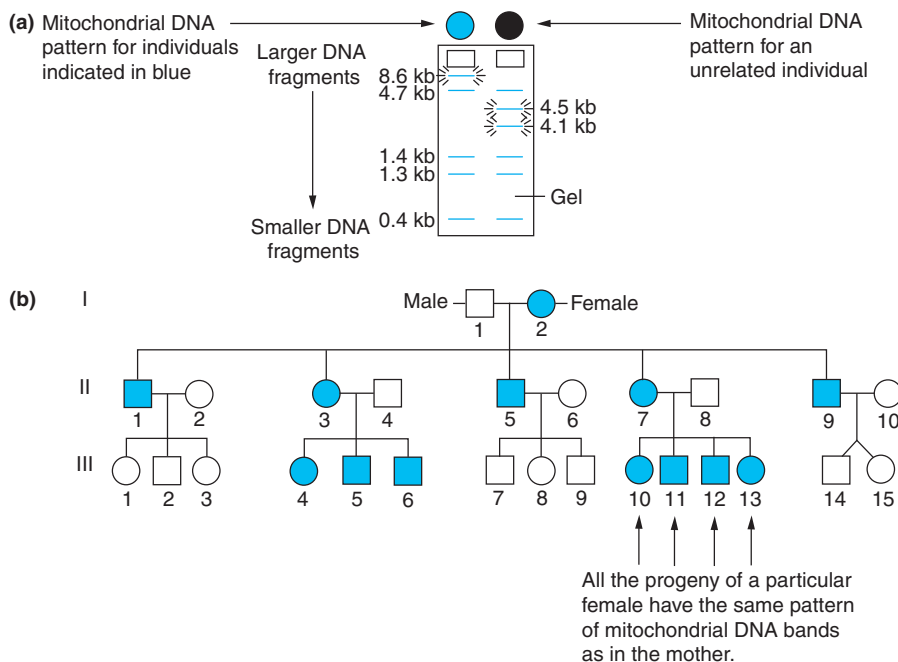 (a) Mitochondrial DNA
pattern for individuals
indicated in blue
Larger DNA
fragments
Smaller DNA
fragments
8.6 kb
4.7 kb
1.4 kb
1.3 kb
0.4 kb
4.5 kb
4.1 kb
Gel
Mitochondrial DNA
pattern for an
unrelated individual
(b)
I
Male
Female
1 2
II
1 2 3 4 5 6 7 8 9 10
III
1 2 3 4 5 6 7 8 9 10 11 12 13 14 15
All the progeny of a particular
female have the same pattern
of mitochondrial DNA bands
as in the mother.